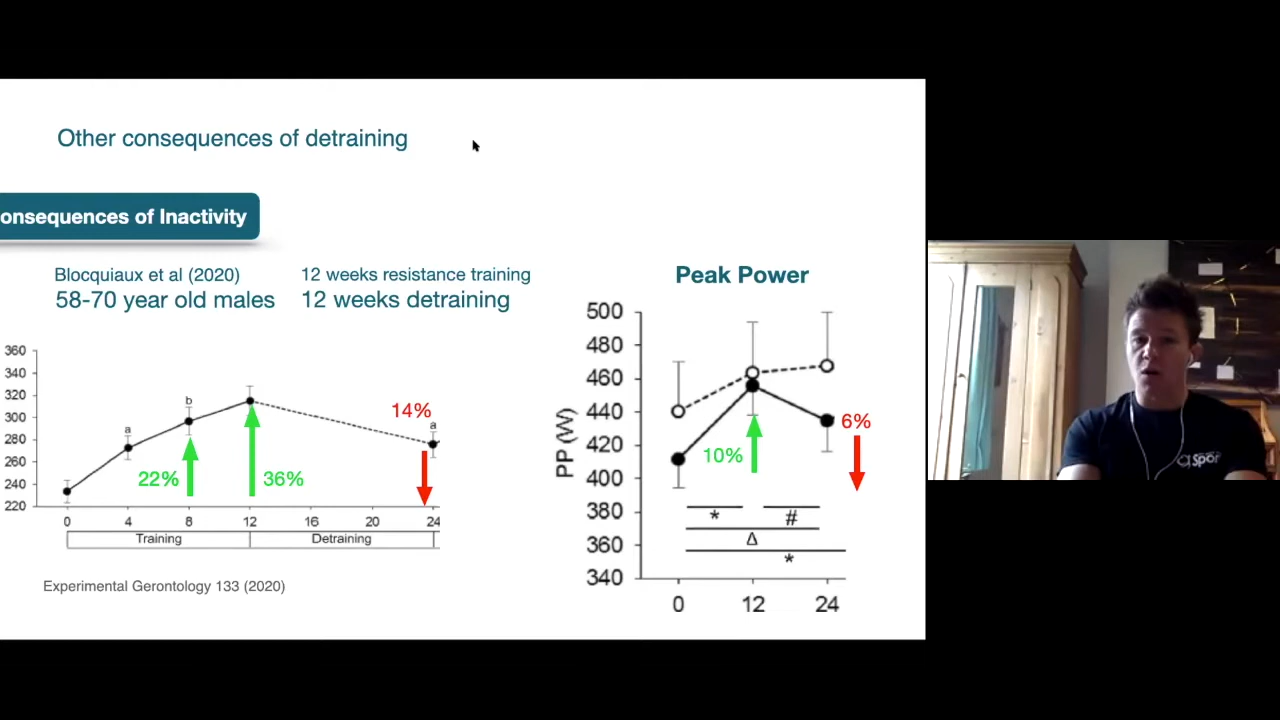 Other consequences of detraining
onsequences of Inactivity
Blocquiaux et al (2020)
58-70 year old males
12 weeks resistance training
12 weeks detraining
360
340
320
300
280
260
240
220
a
b
a
22%
36%
14%
0 4 8 12 16 20 24
Training Detraining
Experimental Gerontology 133 (2020)
Peak Power
PP (W)
500
480
460
440
420
400
380
360
340
10%
6%
* #
Δ
*
0 12 24